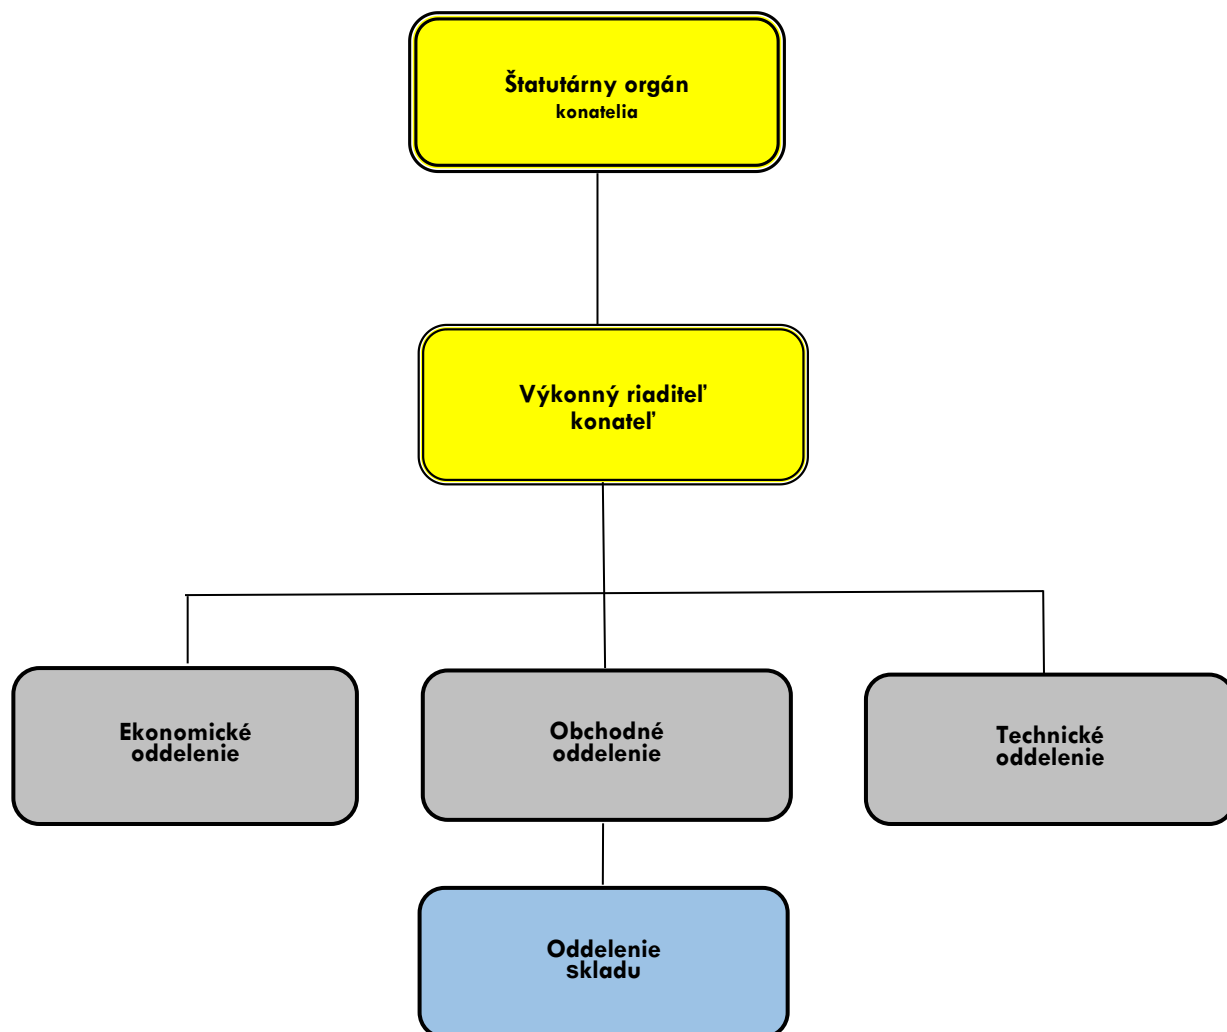 Štatutárny orgán
konatelia
Výkonný riaditeľ
konateľ
Ekonomické
oddelenie
Obchodné
oddelenie
Technické
oddelenie
Oddelenie
skladu